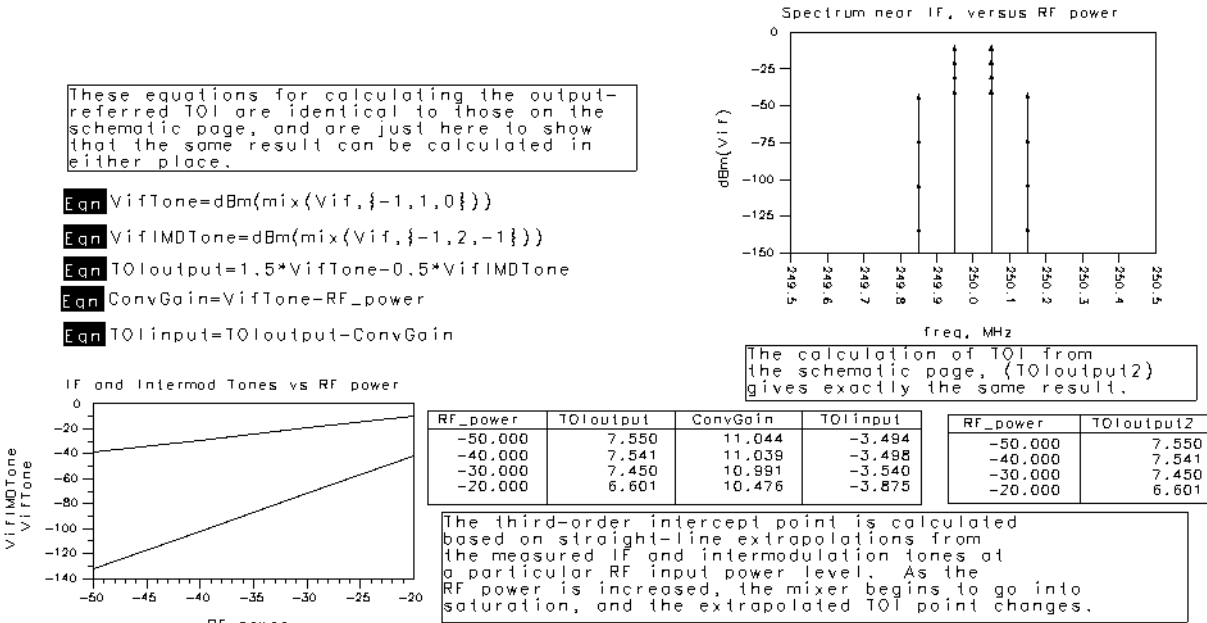 Spectrum near IF, versus RF power
0
-25
-50
-75
-100
-125
-150
dBm(Vif)
249.5
249.6
249.7
249.8
249.9
250.0
250.1
250.2
250.3
250.4
250.5
freq, MHz
These equations for calculating the output-
referred TOI are identical to those on the
schematic page, and are just here to show
that the same result can be calculated in
either place.
Eqn VifTone=dBm(mix(Vif,{-1,1,0}))
Eqn VifIMDTone=dBm(mix(Vif,{-1,2,-1}))
Eqn TOIoutput=1.5*VifTone-0.5*VifIMDTone
Eqn ConvGain=VifTone-RF_power
Eqn TOIinput=TOIoutput-ConvGain
The calculation of TOI from
the schematic page, (TOIoutput2)
gives exactly the same result.
IF and Intermod Tones vs RF power
0
-20
-40
-60
-80
-100
-120
-140
VifIMDTone
VifTone
-50
-45
-40
-35
-30
-25
-20
RF_power
RF_power TOIoutput ConvGain TOIinput
-50.000 7.550 11.044 -3.494
-40.000 7.541 11.039 -3.498
-30.000 7.450 10.991 -3.540
-20.000 6.601 10.476 -3.875
RF_power TOIoutput2
-50.000 7.550
-40.000 7.541
-30.000 7.450
-20.000 6.601
The third-order intercept point is calculated
based on straight-line extrapolations from
the measured IF and intermodulation tones at
a particular RF input power level. As the
RF power is increased, the mixer begins to go into
saturation, and the extrapolated TOI point changes.